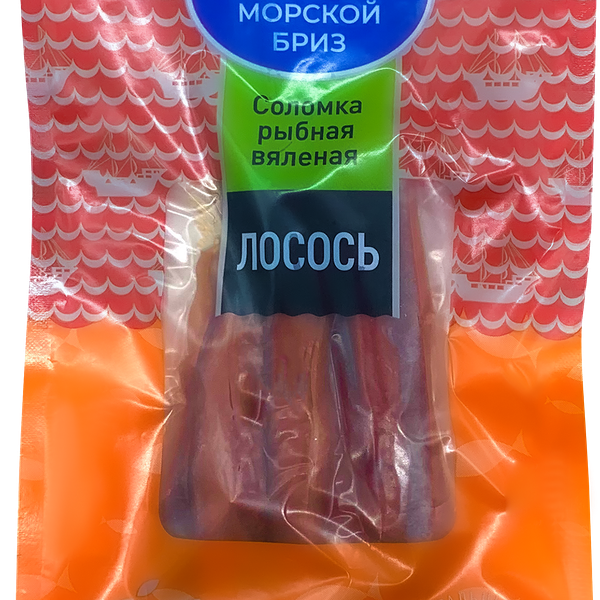 МОРСКОЙ
БРИЗ
Соломка
рыбная
вяленая
ЛОСОСЬ